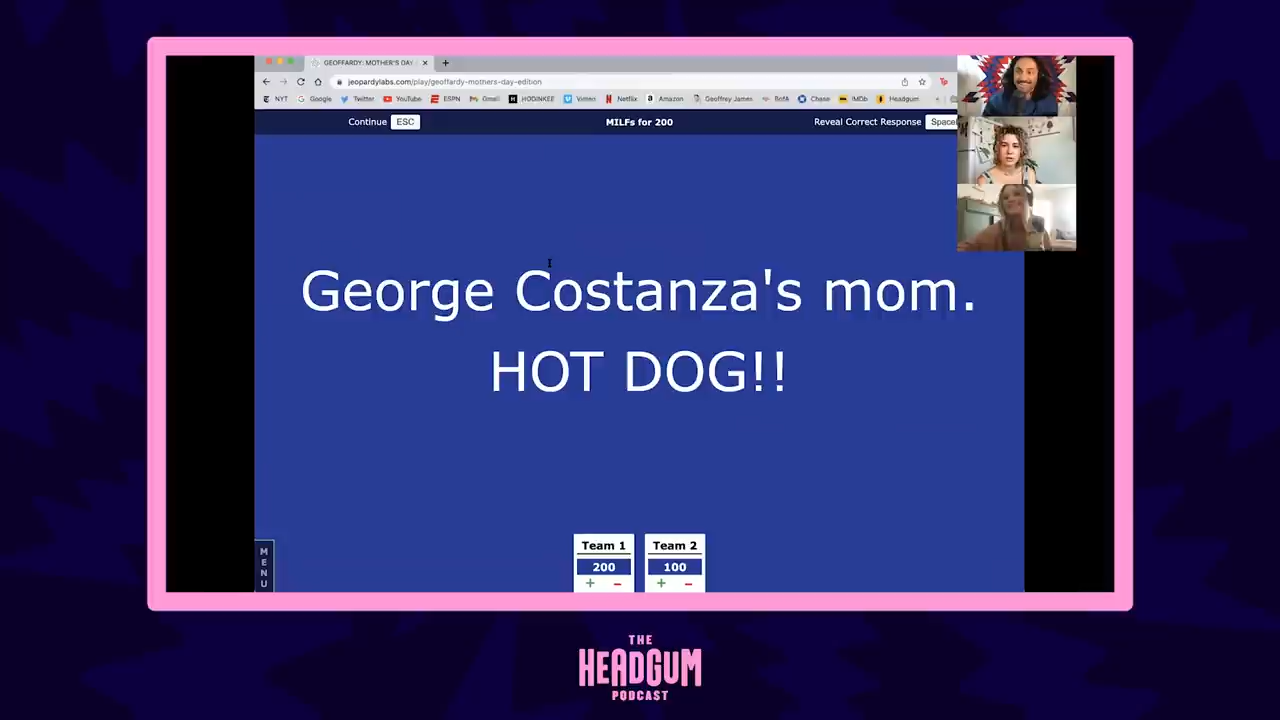 GEOFFARDY: MOTHER'S DAY
jeopardylabs.com/play/geoffardy-mothers-day-edition
NYT Google Twitter YouTube ESPN Gmail HODINKEE Vimeo Netflix Amazon Geoffrey James BofA Chase IMDb Headgum
Continue ESC MILFs for 200 Reveal Correct Response
George Costanza's mom.
HOT DOG!!
MENU
Team 1 Team 2
200 100
+ − + −
THE
HEADGUM
PODCAST